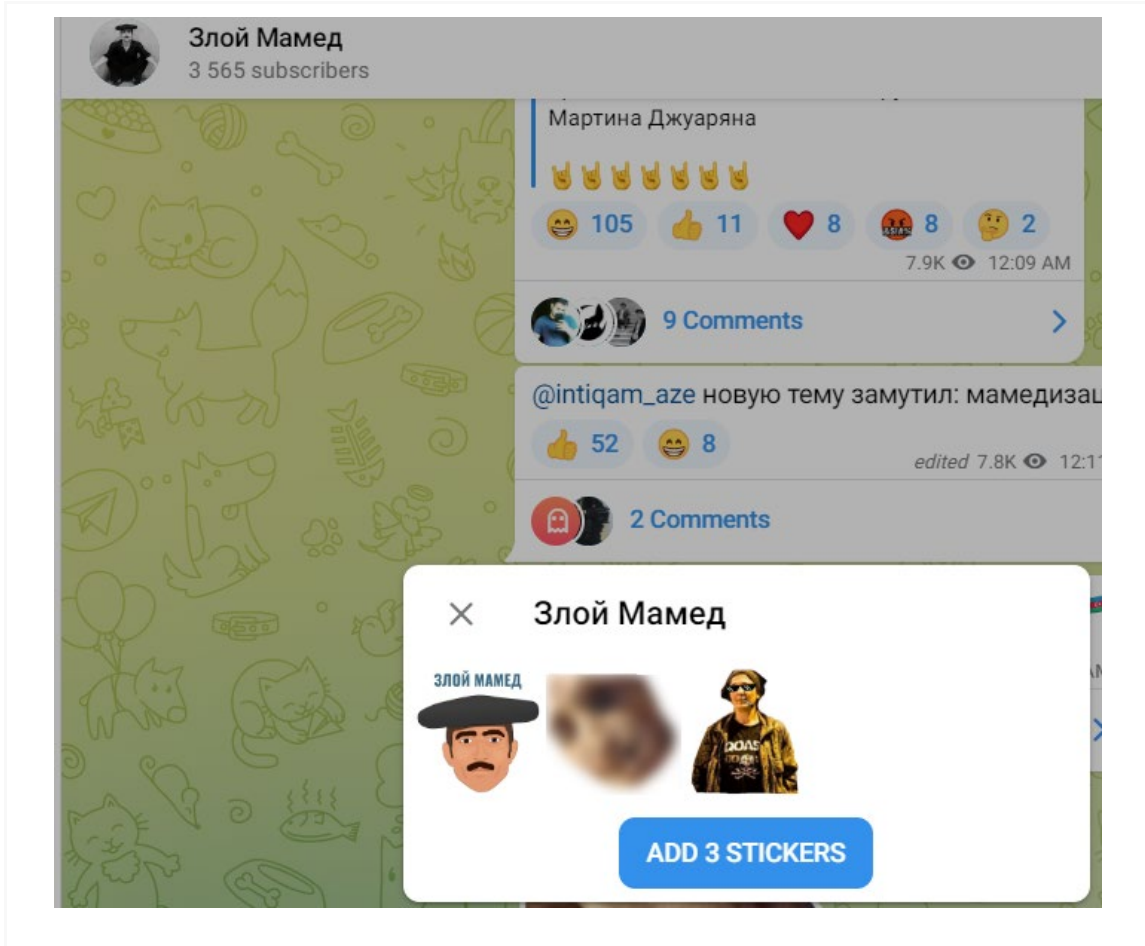 Злой Мамед
3 565 subscribers
Мартина Джуаряна
105 11 8 8 2
7.9K 12:09 AM
9 Comments
@intiqam_aze новую тему замутил: мамедизац
52 8
edited 7.8K 12:11
2 Comments
Злой Мамед
ЗЛОЙ МАМЕД
ADD 3 STICKERS